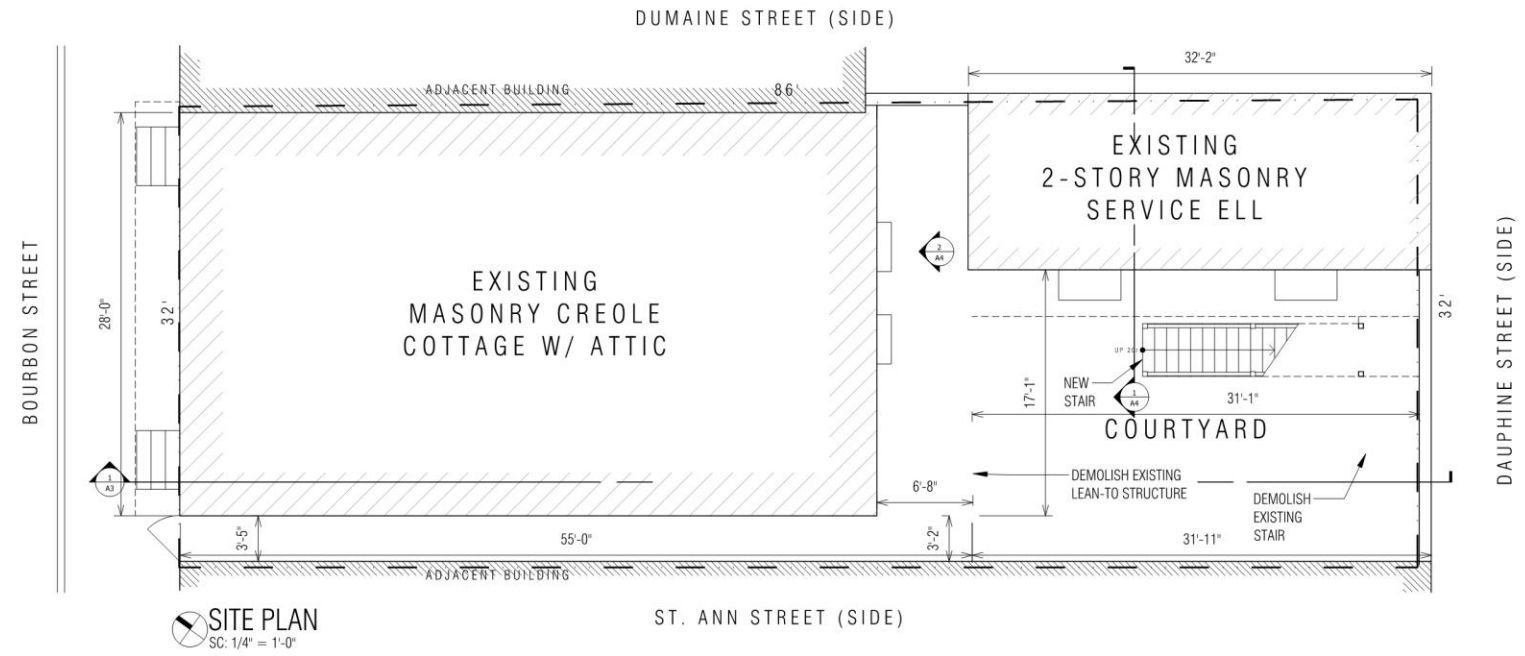 DUMAINE STREET (SIDE)
32'-2"
ADJACENT BUILDING
86'
EXISTING
2-STORY MASONRY
SERVICE ELL
BOURBON STREET
28'-0"
32'
EXISTING
MASONRY CREOLE
COTTAGE W/ ATTIC
2
A4
32'
DAUPHINE STREET (SIDE)
NEW
STAIR
17'-1"
1
A4
31'-1"
COURTYARD
1
A3
DEMOLISH EXISTING
LEAN-TO STRUCTURE
6'-8"
DEMOLISH
EXISTING
STAIR
3'-5"
55'-0"
3'-2"
31'-11"
ADJACENT BUILDING
SITE PLAN
SC: 1/4" = 1'-0"
ST. ANN STREET (SIDE)